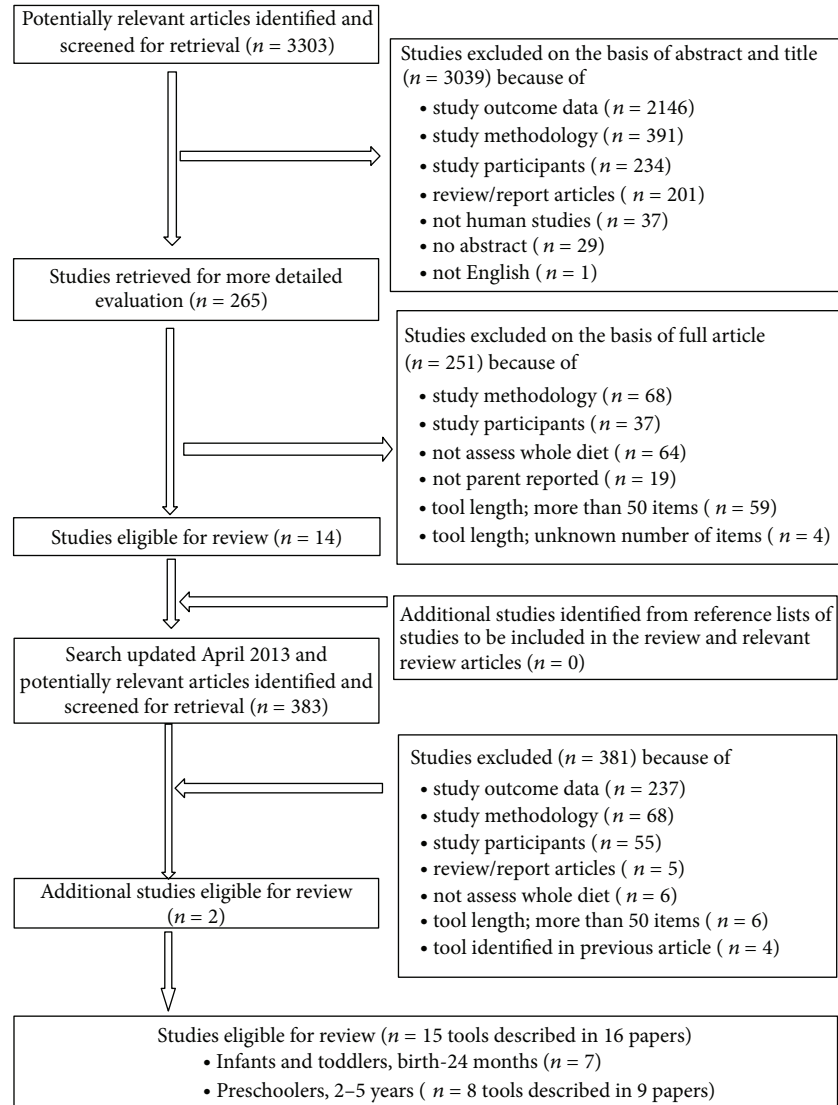 Potentially relevant articles identified and
screened for retrieval (n = 3303)
Studies excluded on the basis of abstract and title
(n = 3039) because of
• study outcome data (n = 2146)
• study methodology (n = 391)
• study participants (n = 234)
• review/report articles ( n = 201)
• not human studies (n = 37)
• no abstract (n = 29)
• not English (n = 1)
Studies retrieved for more detailed
evaluation (n = 265)
Studies excluded on the basis of full article
(n = 251) because of
• study methodology (n = 68)
• study participants (n = 37)
• not assess whole diet (n = 64)
• not parent reported (n = 19)
• tool length; more than 50 items (n = 59)
• tool length; unknown number of items (n = 4)
Studies eligible for review (n = 14)
Additional studies identified from reference lists of
studies to be included in the review and relevant
review articles (n = 0)
Search updated April 2013 and
potentially relevant articles identified and
screened for retrieval (n = 383)
Studies excluded (n = 381) because of
• study outcome data (n = 237)
• study methodology (n = 68)
• study participants (n = 55)
• review/report articles (n = 5)
• not assess whole diet (n = 6)
• tool length; more than 50 items (n = 6)
• tool identified in previous article (n = 4)
Additional studies eligible for review
(n = 2)
Studies eligible for review (n = 15 tools described in 16 papers)
• Infants and toddlers, birth-24 months (n = 7)
• Preschoolers, 2–5 years ( n = 8 tools described in 9 papers)